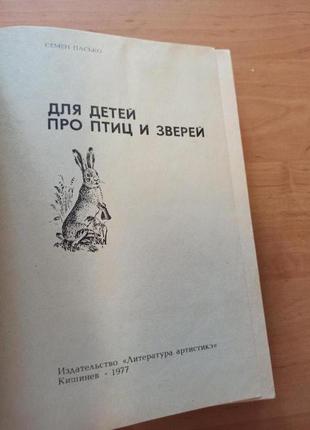 СЕМЕН ПАСЬКО
ДЛЯ ДЕТЕЙ
ПРО ПТИЦ И ЗВЕРЕЙ
Издательство «Литература артистикэ»
Кишинев • 1977